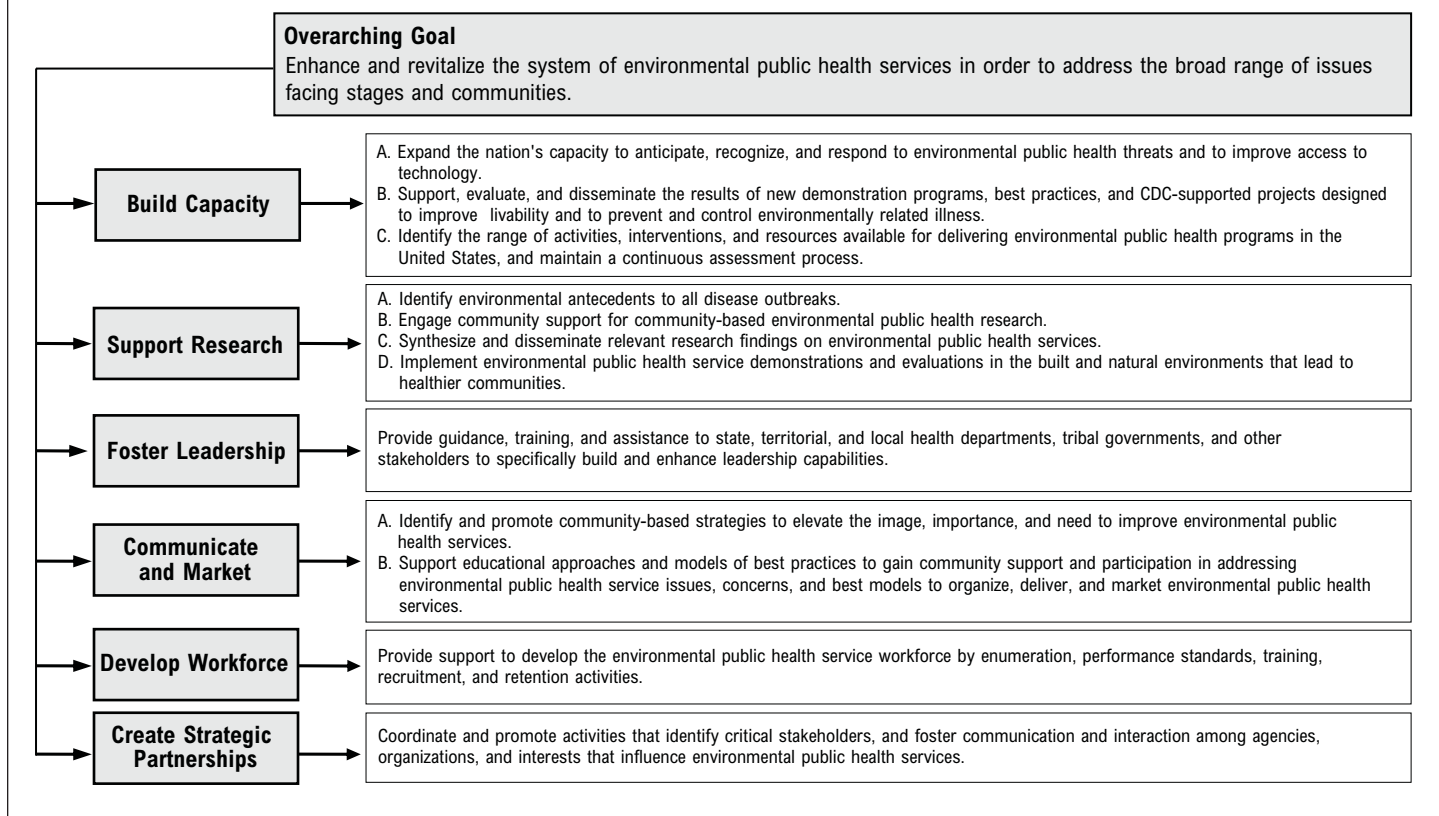 Overarching Goal
Enhance and revitalize the system of environmental public health services in order to address the broad range of issues
facing stages and communities.
Build Capacity
A. Expand the nation's capacity to anticipate, recognize, and respond to environmental public health threats and to improve access to
technology.
B. Support, evaluate, and disseminate the results of new demonstration programs, best practices, and CDC-supported projects designed
to improve livability and to prevent and control environmentally related illness.
C. Identify the range of activities, interventions, and resources available for delivering environmental public health programs in the
United States, and maintain a continuous assessment process.
Support Research
A. Identify environmental antecedents to all disease outbreaks.
B. Engage community support for community-based environmental public health research.
C. Synthesize and disseminate relevant research findings on environmental public health services.
D. Implement environmental public health service demonstrations and evaluations in the built and natural environments that lead to
healthier communities.
Foster Leadership
Provide guidance, training, and assistance to state, territorial, and local health departments, tribal governments, and other
stakeholders to specifically build and enhance leadership capabilities.
Communicate
and Market
A. Identify and promote community-based strategies to elevate the image, importance, and need to improve environmental public
health services.
B. Support educational approaches and models of best practices to gain community support and participation in addressing
environmental public health service issues, concerns, and best models to organize, deliver, and market environmental public health
services.
Develop Workforce
Provide support to develop the environmental public health service workforce by enumeration, performance standards, training,
recruitment, and retention activities.
Create Strategic
Partnerships
Coordinate and promote activities that identify critical stakeholders, and foster communication and interaction among agencies,
organizations, and interests that influence environmental public health services.